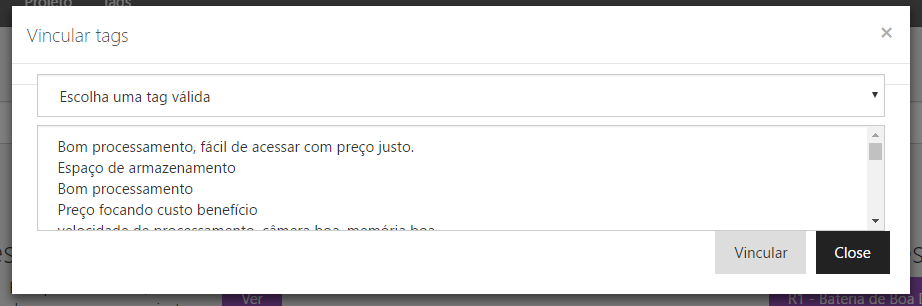 Projeto Tags
Vincular tags
×
Escolha uma tag válida
Bom processamento, fácil de acessar com preço justo.
Espaço de armazenamento
Bom processamento
Preço focando custo benefício
velocidade de processamento, câmera boa, memória boa
Vincular Close
Ver
R1 - Bateria de Boa